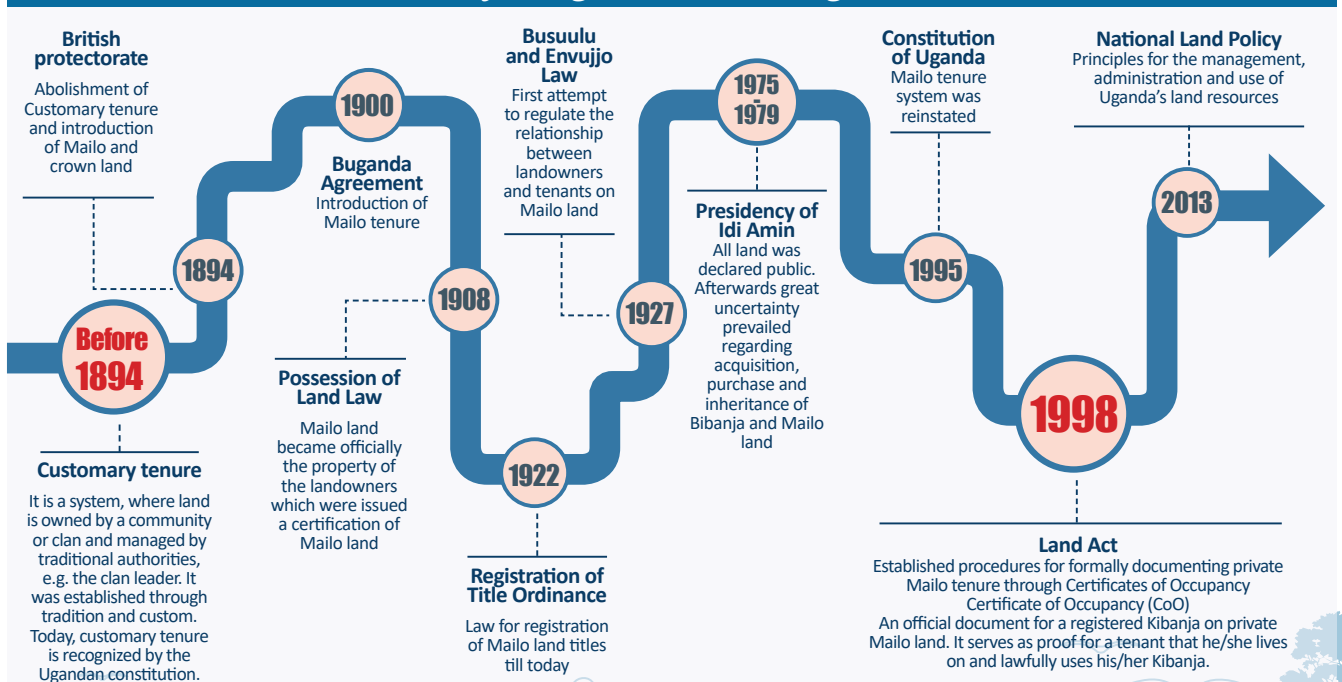 British
protectorate
Abolishment of
Customary tenure
and introduction
of Mailo and
crown land
1894
Before
1894
Customary tenure
It is a system, where land
is owned by a community
or clan and managed by
traditional authorities,
e.g. the clan leader. It
was established through
tradition and custom.
Today, customary tenure
is recognized by the
Ugandan constitution.
1900
Buganda
Agreement
Introduction of
Mailo tenure
1908
Possession of
Land Law
Mailo land
became officially
the property of
the landowners
which were issued
a certification of
Mailo land
1922
Registration of
Title Ordinance
Law for registration
of Mailo land titles
till today
Busuulu
and Envujjo
Law
First attempt
to regulate the
relationship
between
landowners
and tenants on
Mailo land
1927
1975
-
1979
Presidency of
Idi Amin
All land was
declared public.
Afterwards great
uncertainty
prevailed
regarding
acquisition,
purchase and
inheritance of
Bibanja and Mailo
land
Constitution
of Uganda
Mailo tenure
system was
reinstated
1995
1998
Land Act
Established procedures for formally documenting private
Mailo tenure through Certificates of Occupancy
Certificate of Occupancy (CoO)
An official document for a registered Kibanja on private
Mailo land. It serves as proof for a tenant that he/she lives
on and lawfully uses his/her Kibanja.
National Land Policy
Principles for the management,
administration and use of
Uganda's land resources
2013